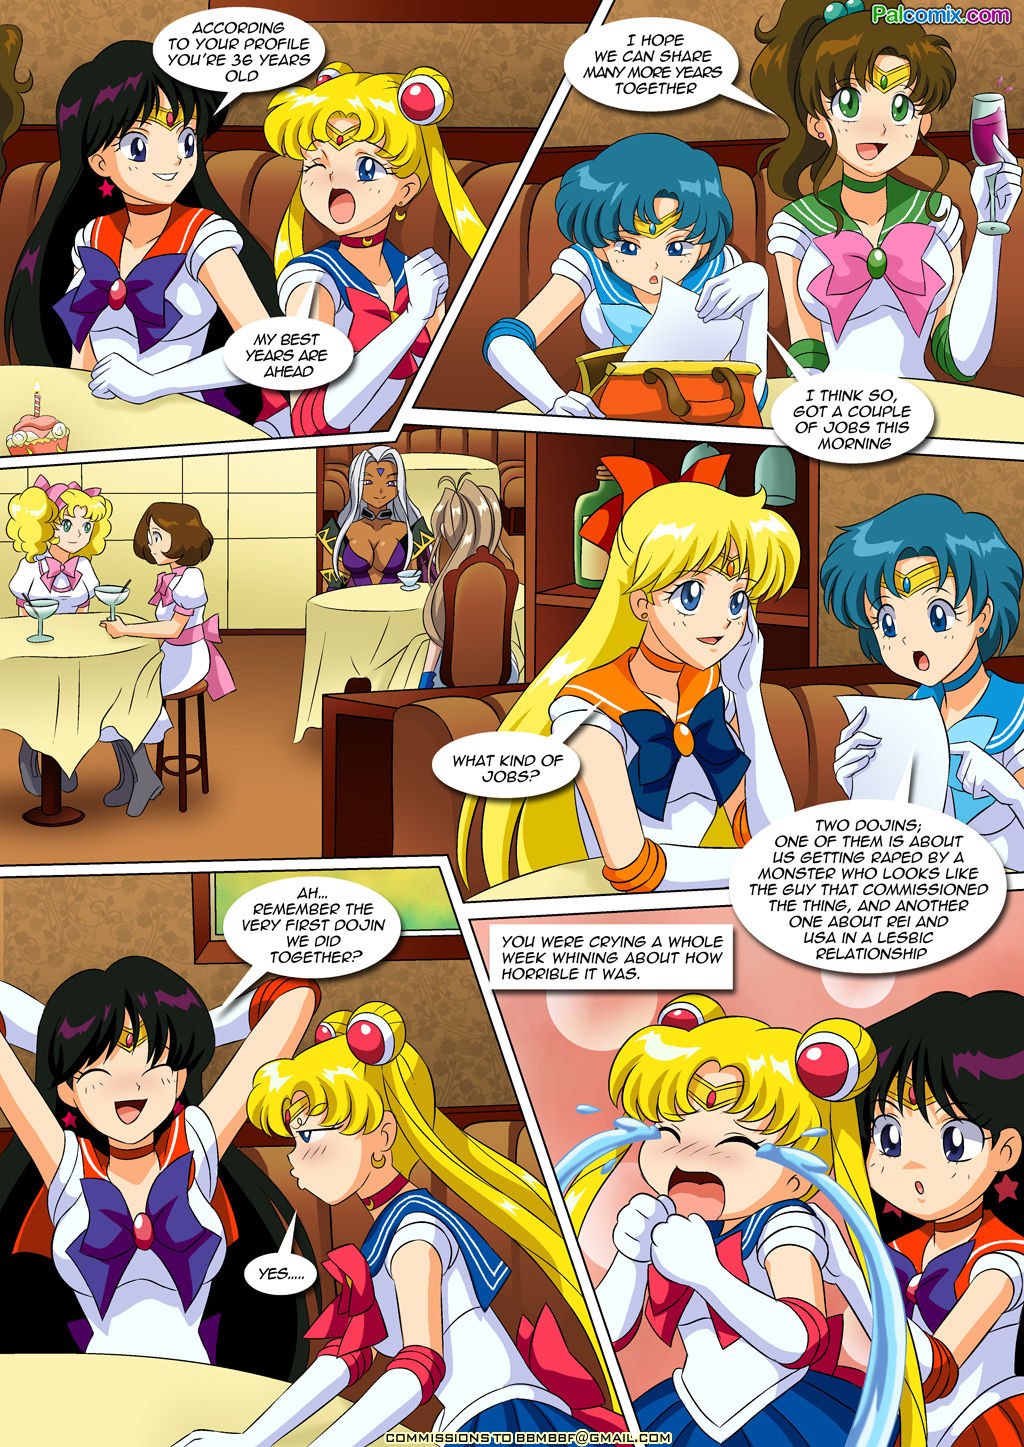 Palcomix.com
ACCORDING
TO YOUR PROFILE
YOU'RE 36 YEARS
OLD
MY BEST
YEARS ARE
AHEAD
I HOPE
WE CAN SHARE
MANY MORE YEARS
TOGETHER
I THINK SO,
GOT A COUPLE
OF JOBS THIS
MORNING
WHAT KIND OF
JOBS?
TWO DOJINS;
ONE OF THEM IS ABOUT
US GETTING RAPED BY A
MONSTER WHO LOOKS LIKE
THE GUY THAT COMMISSIONED
THE THING, AND ANOTHER
ONE ABOUT REI AND
USA IN A LESBIC
RELATIONSHIP
AH...
REMEMBER THE
VERY FIRST DOJIN
WE DID
TOGETHER?
YES.....
YOU WERE CRYING A WHOLE
WEEK WHINING ABOUT HOW
HORRIBLE IT WAS.
COMMISSIONS TO BBMBBF@GMAIL.COM